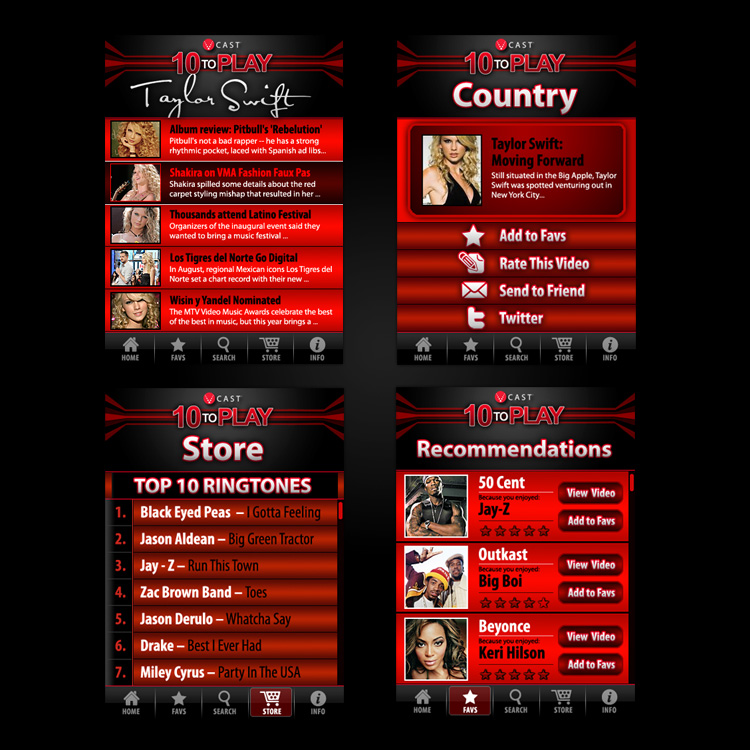 V CAST
10 TO PLAY
Taylor Swift
Album review: Pitbull's 'Rebelution'
Pitbull's not a bad rapper -- he has a strong
rhythmic pocket, laced with Spanish ad libs...
Shakira on VMA Fashion Faux Pas
Shakira spilled some details about the red
carpet styling mishap that resulted in her ...
Thousands attend Latino Festival
Organizers of the inaugural event said they
wanted to bring a music festival ...
Los Tigres del Norte Go Digital
In August, regional Mexican icons Los Tigres del
Norte set a chart record with their new ...
Wisin y Yandel Nominated
The MTV Video Music Awards celebrate the best
of the best in music, but this year brings a ...
HOME FAVS SEARCH STORE INFO
V CAST
10 TO PLAY
Country
Taylor Swift:
Moving Forward
Still situated in the Big Apple, Taylor
Swift was spotted venturing out in
New York City...
Add to Favs
Rate This Video
Send to Friend
Twitter
HOME FAVS SEARCH STORE INFO
V CAST
10 TO PLAY
Store
TOP 10 RINGTONES
1. Black Eyed Peas – I Gotta Feeling
2. Jason Aldean – Big Green Tractor
3. Jay - Z – Run This Town
4. Zac Brown Band – Toes
5. Jason Derulo – Whatcha Say
6. Drake – Best I Ever Had
7. Miley Cyrus – Party In The USA
HOME FAVS SEARCH STORE INFO
V CAST
10 TO PLAY
Recommendations
50 Cent
Because you enjoyed:
Jay-Z
View Video
Add to Favs
Outkast
Because you enjoyed:
Big Boi
View Video
Add to Favs
Beyonce
Because you enjoyed:
Keri Hilson
View Video
Add to Favs
HOME FAVS SEARCH STORE INFO